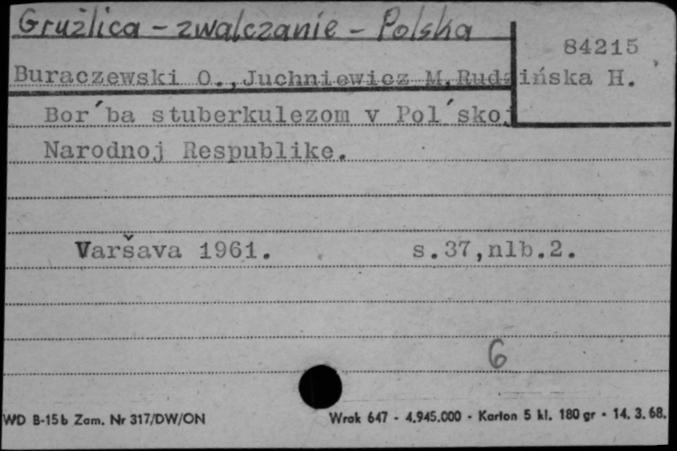 Gruźlica - zwalczanie - Polska
84215
Buraczewski O., Juchniewicz M, Rudzińska H.
Bor´ba stuberkulezom v Pol´skoj
Narodnoj Respublike.
Varšava 1961. s.37,nlb.2.
6
WD B-15b Zam. Nr 317/DW/ON Wrok 647 - 4.945.000 - Karton 5 kl. 180 gr - 14. 3. 68.